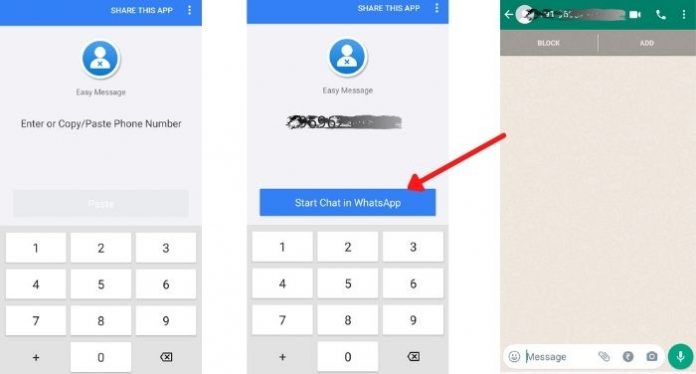 SHARE THIS APP
Easy Message
Enter or Copy/Paste Phone Number
Paste
1 2 3
4 5 6
7 8 9
+ 0
SHARE THIS APP
Easy Message
Start Chat in WhatsApp
1 2 3
4 5 6
7 8 9
+ 0
BLOCK ADD
Message